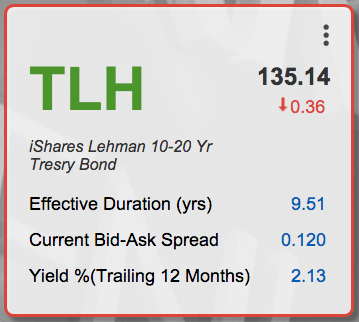 TLH
135.14
↓0.36
iShares Lehman 10-20 Yr
Tresry Bond
Effective Duration (yrs) 9.51
Current Bid-Ask Spread 0.120
Yield %(Trailing 12 Months) 2.13